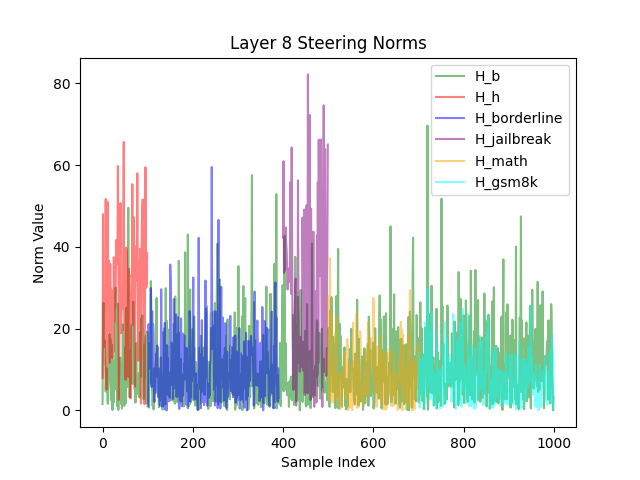 Layer 8 Steering Norms
Norm Value
80
60
40
20
0
H_b
H_h
H_borderline
H_jailbreak
H_math
H_gsm8k
0 200 400 600 800 1000
Sample Index